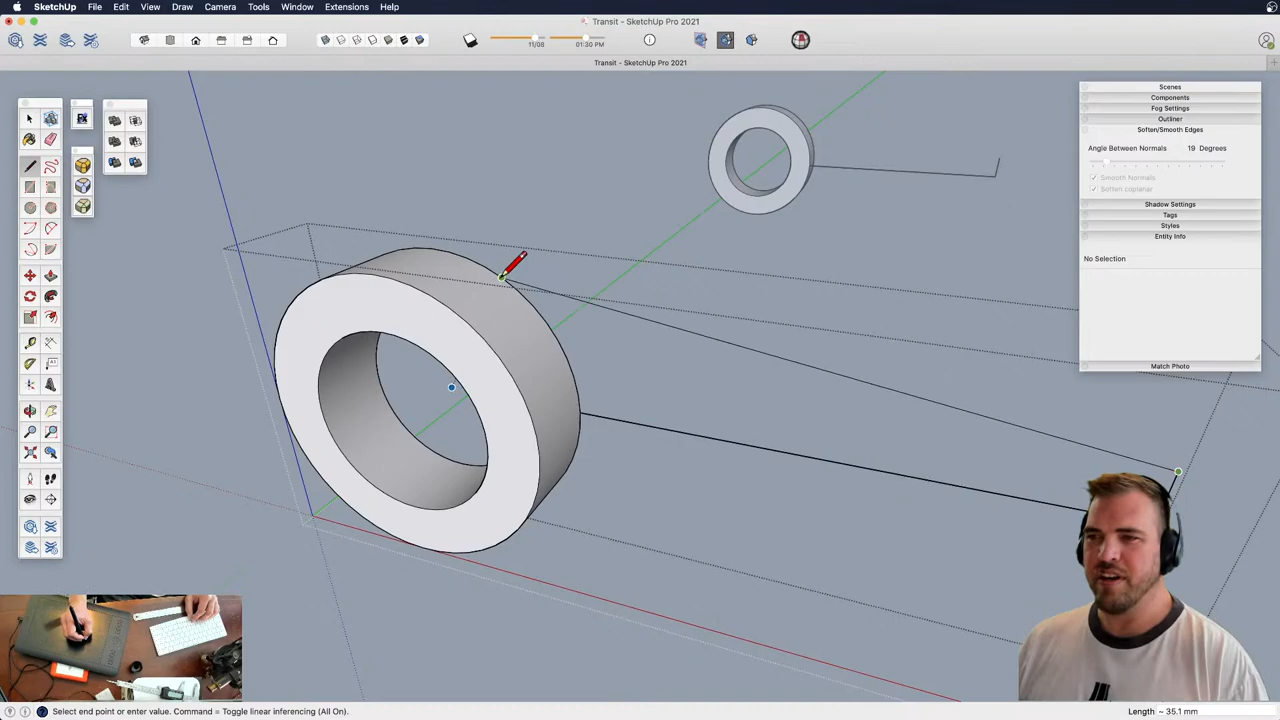 SketchUp File Edit View Draw Camera Tools Window Extensions Help
Transit - SketchUp Pro 2021
11/08 01:30 PM
Transit - SketchUp Pro 2021
Scenes
Components
Fog Settings
Outliner
Soften/Smooth Edges
Angle Between Normals 19 Degrees
Smooth Normals
Soften coplanar
Shadow Settings
Tags
Styles
Entity Info
No Selection
Match Photo
Select end point or enter value. Command = Toggle linear inferencing (All On).
Length ~ 35.1 mm